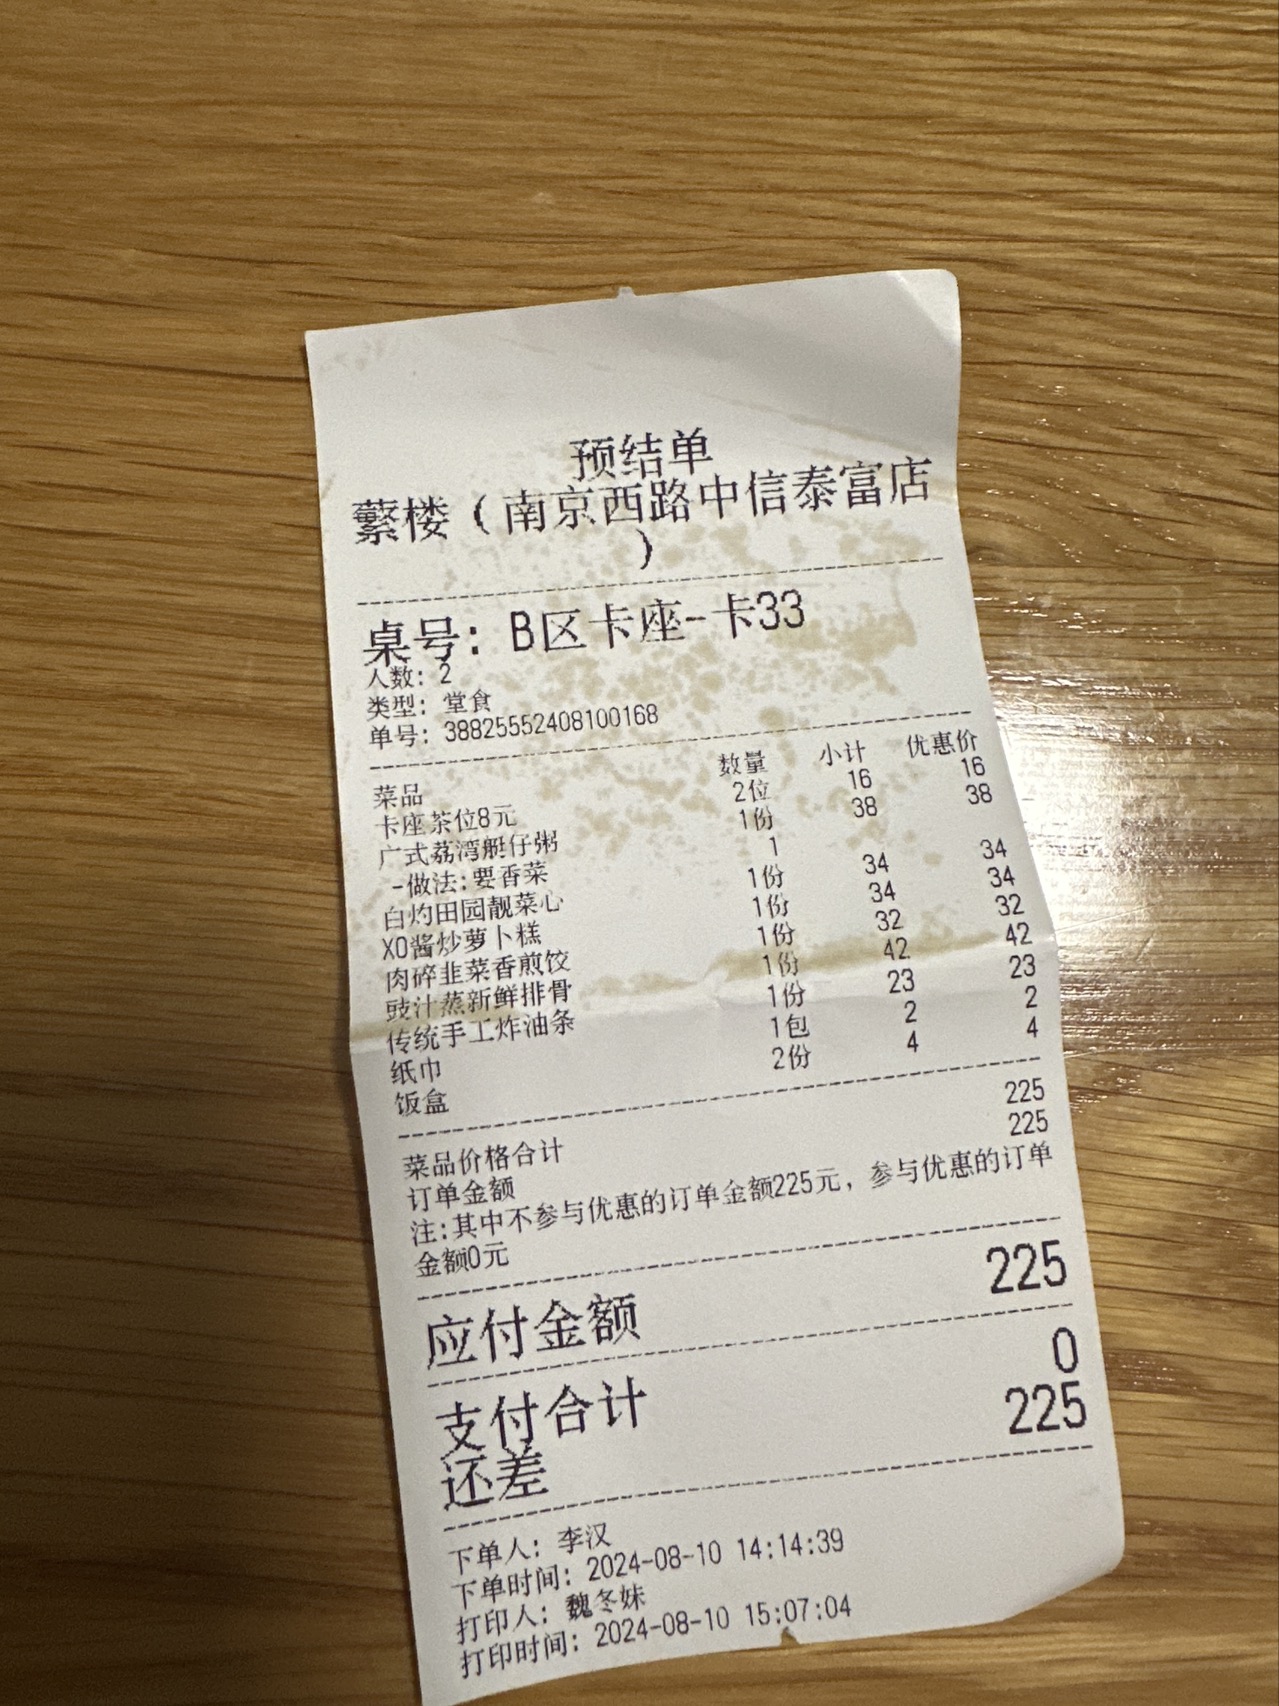 预结单
蘩楼（南京西路中信泰富店
）
桌号：B区卡座-卡33
人数：2
类型：堂食
单号：38825552408100168
菜品 数量 小计 优惠价
卡座茶位8元 2位 16 16
广式荔湾艇仔粥 1份 38 38
-做法:要香菜 1
白灼田园靓菜心 1份 34 34
XO酱炒萝卜糕 1份 34 34
肉碎韭菜香煎饺 1份 32 32
豉汁蒸新鲜排骨 1份 42 42
传统手工炸油条 1份 23 23
纸巾 1包 2 2
饭盒 2份 4 4
菜品价格合计 225
订单金额 225
注:其中不参与优惠的订单金额225元，参与优惠的订单
金额0元
应付金额 225
支付合计 0
还差 225
下单人：李汉
下单时间：2024-08-10 14:14:39
打印人：魏冬妹
打印时间：2024-08-10 15:07:04